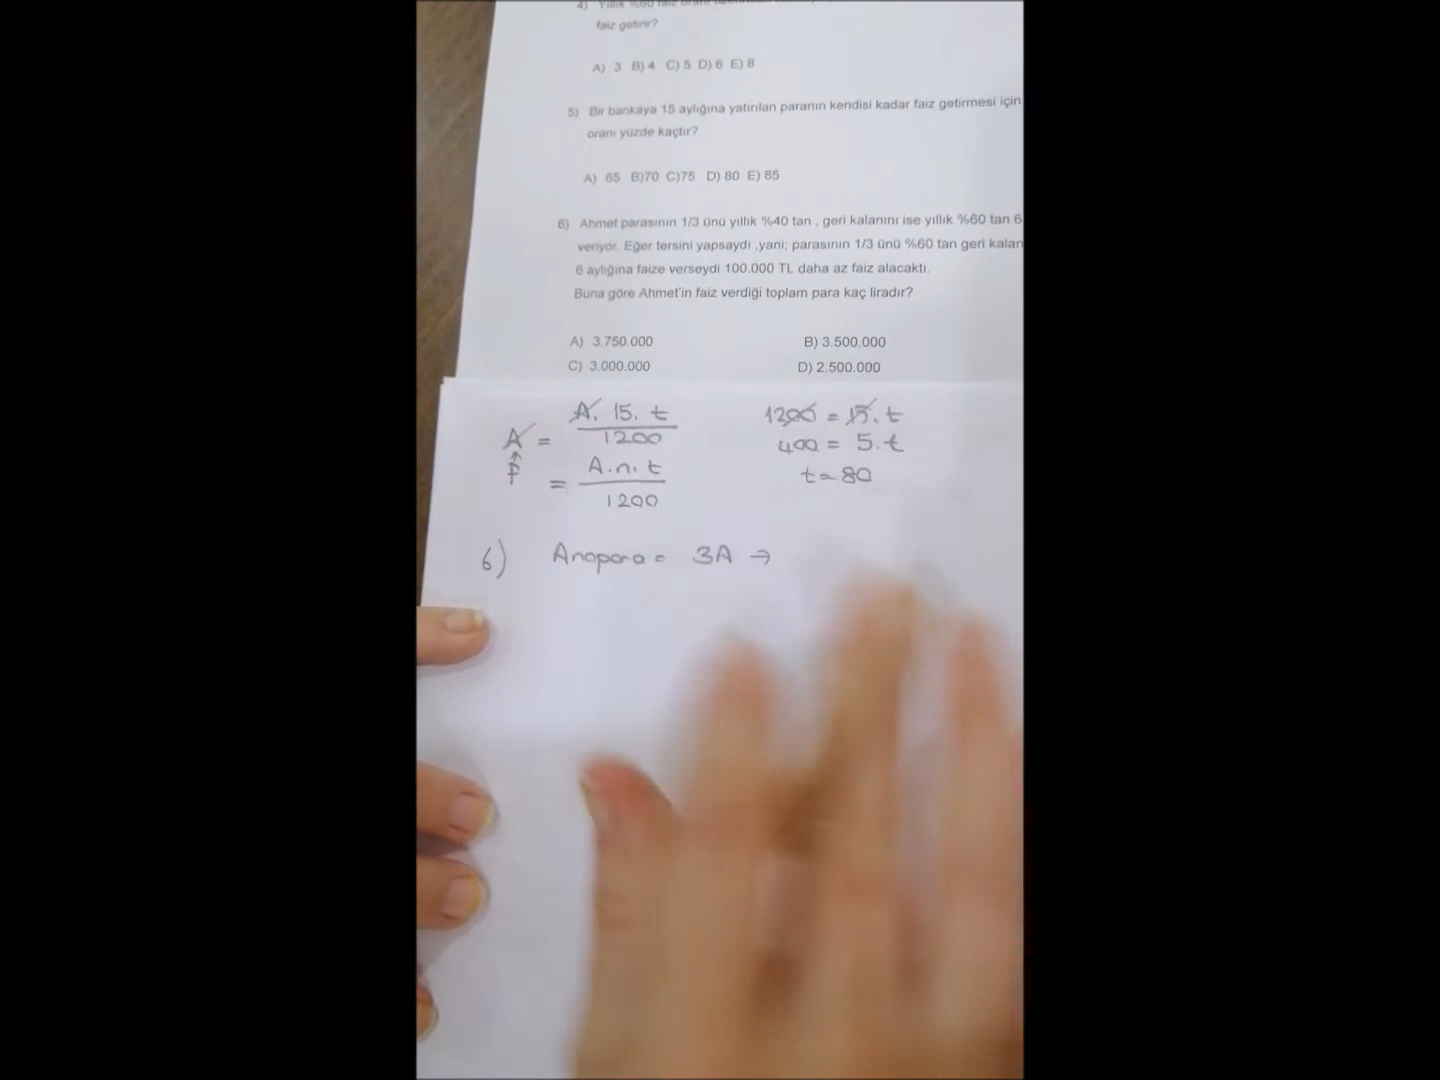 4) Yıllık %60 faiz oranı
faiz getirir?
A) 3 B) 4 C) 5 D) 6 E) 8
5) Bir bankaya 15 aylığına yatırılan paranın kendisi kadar faiz getirmesi için
oranı yüzde kaçtır?
A) 65 B)70 C)75 D) 80 E) 85
6) Ahmet parasının 1/3 ünü yıllık %40 tan , geri kalanını ise yıllık %60 tan 6
veriyor. Eğer tersini yapsaydı ,yani; parasının 1/3 ünü %60 tan geri kalan
6 aylığına faize verseydi 100.000 TL daha az faiz alacaktı.
Buna göre Ahmet'in faiz verdiği toplam para kaç liradır?
A) 3.750.000 B) 3.500.000
C) 3.000.000 D) 2.500.000
A = A. 15. t / 1200
1200 = 15. t
400 = 5. t
F = A. n. t / 1200
t = 80
6) Anapara = 3A →